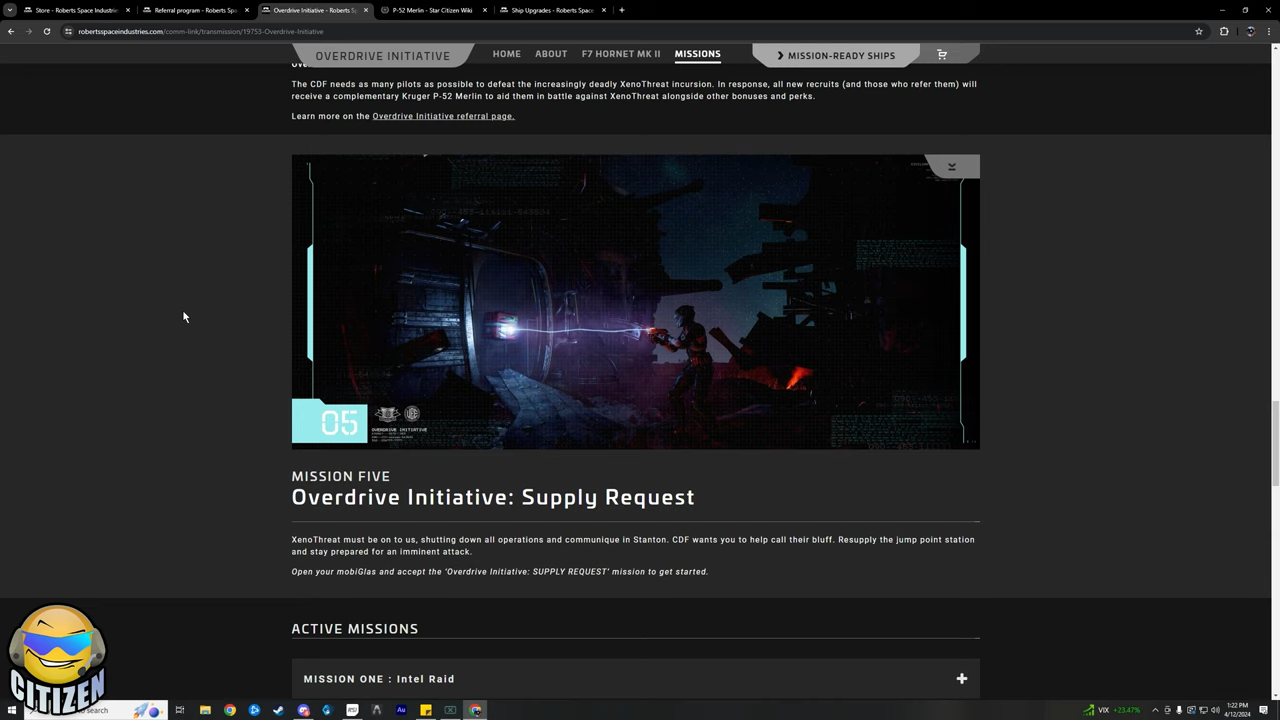 Store - Roberts Space Industries
Referral program - Roberts Spa
Overdrive Initiative - Roberts S
P-52 Merlin - Star Citizen Wiki
Ship Upgrades - Roberts Space
robertsspaceindustries.com/comm-link/transmission/19753-Overdrive-Initiative
OVERDRIVE INITIATIVE
HOME
ABOUT
F7 HORNET MK II
MISSIONS
MISSION-READY SHIPS
The CDF needs as many pilots as possible to defeat the increasingly deadly XenoThreat incursion. In response, all new recruits (and those who refer them) will
receive a complementary Kruger P-52 Merlin to aid them in battle against XenoThreat alongside other bonuses and perks.
Learn more on the Overdrive Initiative referral page.
05
OVERDRIVE INITIATIVE
MISSION FIVE
Overdrive Initiative: Supply Request
XenoThreat must be on to us, shutting down all operations and communique in Stanton. CDF wants you to help call their bluff. Resupply the jump point station
and stay prepared for an imminent attack.
Open your mobiGlas and accept the ‘Overdrive Initiative: SUPPLY REQUEST’ mission to get started.
ACTIVE MISSIONS
MISSION ONE : Intel Raid
CITIZEN
search
VIX +23.47%
1:22 PM
4/12/2024